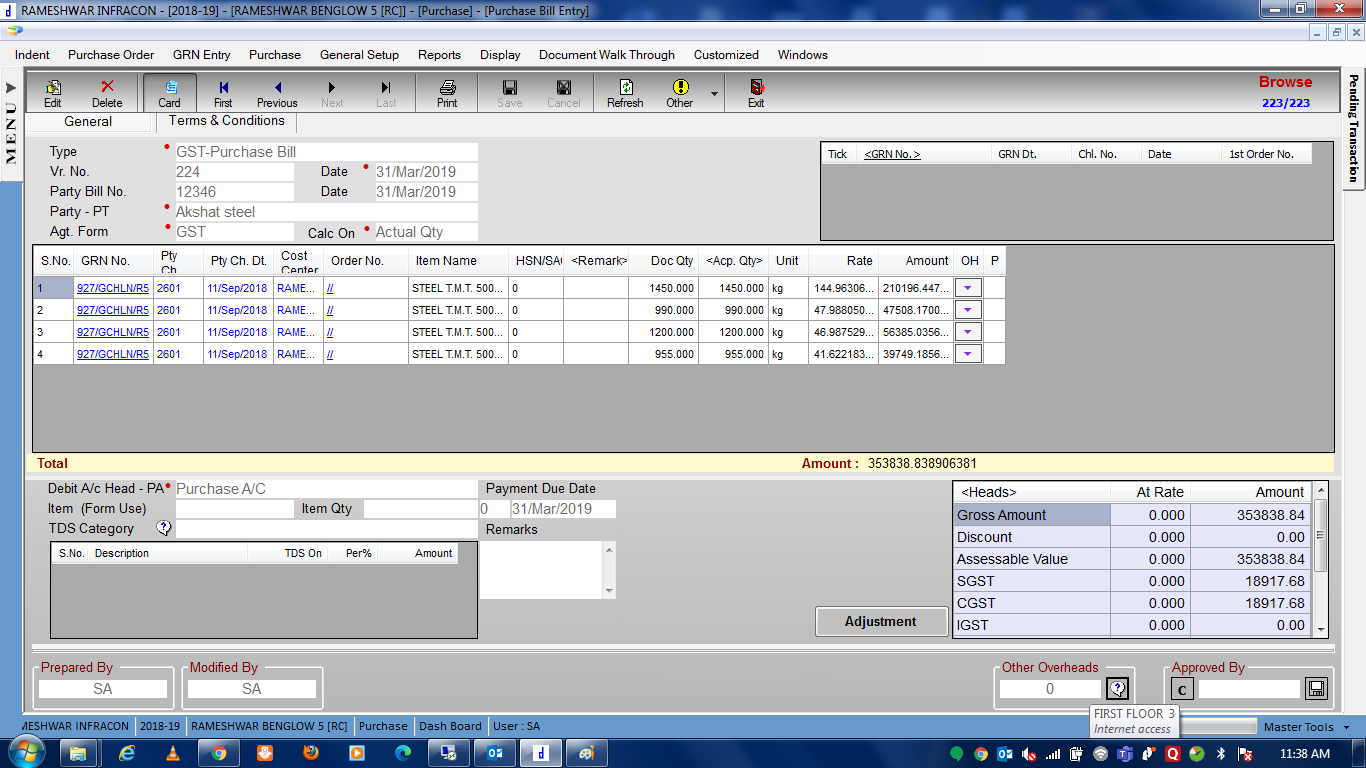 RAMESHWAR INFRACON - [2018-19] - [RAMESHWAR BENGLOW 5 [RC]] - [Purchase] - [Purchase Bill Entry]
Indent Purchase Order GRN Entry Purchase General Setup Reports Display Document Walk Through Customized Windows
MENU
Edit Delete Card First Previous Next Last Print Save Cancel Refresh Other Exit
Browse
223/223
Pending Transaction
General Terms & Conditions
Type GST-Purchase Bill
Vr. No. 224 Date 31/Mar/2019
Party Bill No. 12346 Date 31/Mar/2019
Party - PT Akshat steel
Agt. Form GST Calc On Actual Qty
Tick <GRN No.> GRN Dt. Chl. No. Date 1st Order No.
S.No. GRN No. Pty Ch. Pty Ch. Dt. Cost Center Order No. Item Name HSN/SAC <Remark> Doc Qty <Acp. Qty> Unit Rate Amount OH P
1 927/GCHLN/R5 2601 11/Sep/2018 RAME... // STEEL T.M.T. 500... 0 1450.000 1450.000 kg 144.96306... 210196.447...
2 927/GCHLN/R5 2601 11/Sep/2018 RAME... // STEEL T.M.T. 500... 0 990.000 990.000 kg 47.988050... 47508.1700...
3 927/GCHLN/R5 2601 11/Sep/2018 RAME... // STEEL T.M.T. 500... 0 1200.000 1200.000 kg 46.987529... 56385.0356...
4 927/GCHLN/R5 2601 11/Sep/2018 RAME... // STEEL T.M.T. 500... 0 955.000 955.000 kg 41.622183... 39749.1856...
Total Amount : 353838.838906381
Debit A/c Head - PA Purchase A/C Payment Due Date
Item (Form Use) Item Qty 0 31/Mar/2019
TDS Category Remarks
S.No. Description TDS On Per% Amount
<Heads> At Rate Amount
Gross Amount 0.000 353838.84
Discount 0.000 0.00
Assessable Value 0.000 353838.84
SGST 0.000 18917.68
CGST 0.000 18917.68
IGST 0.000 0.00
Adjustment
Prepared By Modified By Other Overheads Approved By
SA SA 0 C
FIRST FLOOR 3
Internet access
MESHWAR INFRACON 2018-19 RAMESHWAR BENGLOW 5 [RC] Purchase Dash Board User : SA Master Tools
11:38 AM